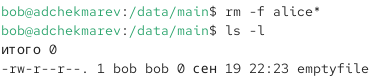 bob@adchekmarev:/data/main$ rm -f alice*
bob@adchekmarev:/data/main$ ls -l
итого 0
-rw-r--r--. 1 bob bob 0 сен 19 22:23 emptyfile